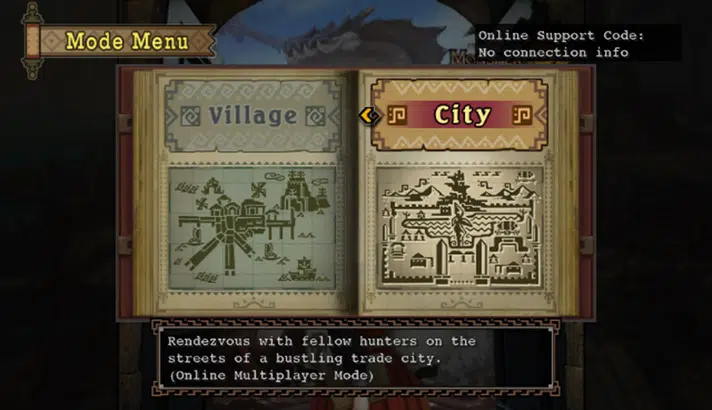 Mode Menu
Online Support Code:
No connection info
Village
City
Rendezvous with fellow hunters on the
streets of a bustling trade city.
(Online Multiplayer Mode)